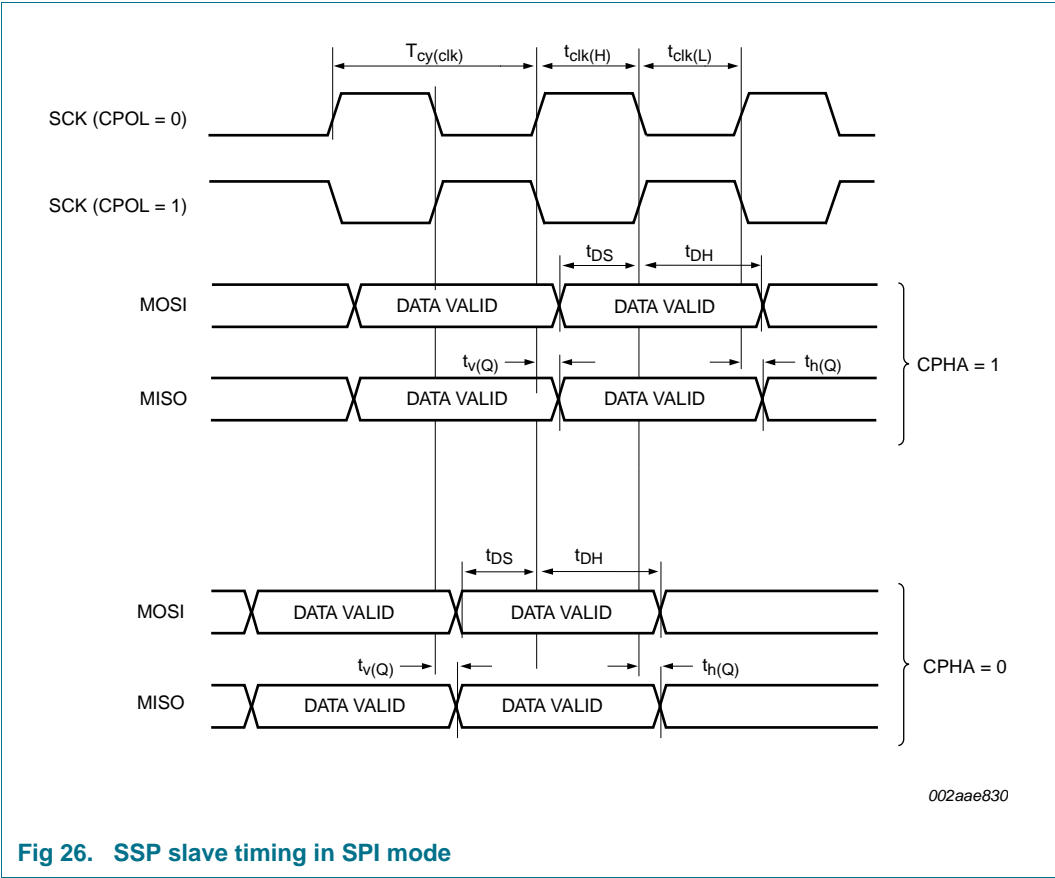 Tcy(clk) tclk(H) tclk(L)
SCK (CPOL = 0)
SCK (CPOL = 1)
tDS tDH
MOSI DATA VALID DATA VALID
tv(Q) th(Q)
CPHA = 1
MISO DATA VALID DATA VALID
tDS tDH
MOSI DATA VALID DATA VALID
tv(Q) th(Q)
CPHA = 0
MISO DATA VALID DATA VALID
002aae830
Fig 26. SSP slave timing in SPI mode